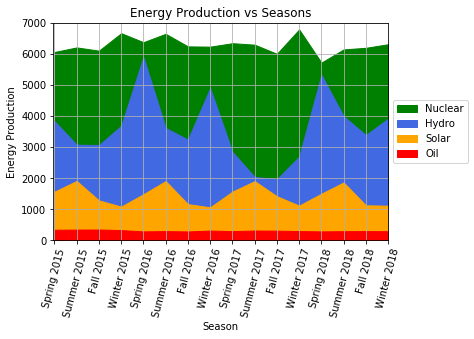 Energy Production vs Seasons
Energy Production
7000
6000
5000
4000
3000
2000
1000
0
Nuclear
Hydro
Solar
Oil
Spring 2015
Summer 2015
Fall 2015
Winter 2015
Spring 2016
Summer 2016
Fall 2016
Winter 2016
Spring 2017
Summer 2017
Fall 2017
Winter 2017
Spring 2018
Summer 2018
Fall 2018
Winter 2018
Season